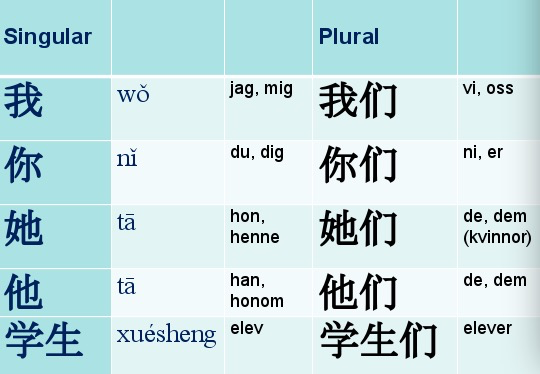 Singular Plural
我 wǒ jag, mig 我们 vi, oss
你 nǐ du, dig 你们 ni, er
她 tā hon, henne 她们 de, dem (kvinnor)
他 tā han, honom 他们 de, dem
学生 xuésheng elev 学生们 elever